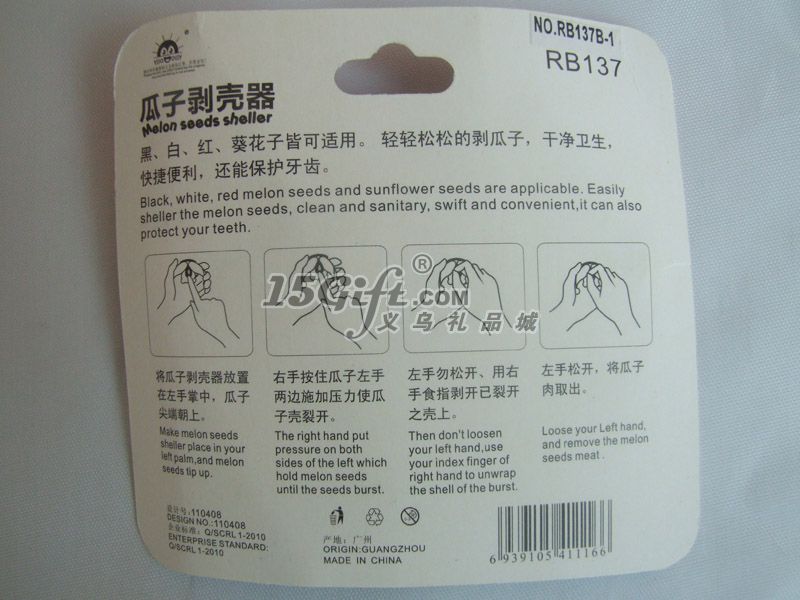 NO.RB137B-1
RB137
®
瓜子剥壳器
Melon seeds sheller
黑、白、红、葵花子皆可适用。 轻轻松松的剥瓜子，干净卫生，
快捷便利，还能保护牙齿。
Black, white, red melon seeds and sunflower seeds are applicable. Easily
sheller the melon seeds, clean and sanitary, swift and convenient,it can also
protect your teeth.
15Gift.COM ®
义乌礼品城
将瓜子剥壳器放置
在左手掌中，瓜子
尖端朝上。
Make melon seeds
sheller place in your
left palm,and melon
seeds tip up.
右手按住瓜子左手
两边施加压力使瓜
子壳裂开。
The right hand put
pressure on both
sides of the left which
hold melon seeds
until the seeds burst.
左手勿松开、用右
手食指剥开已裂开
之壳上。
Then don't loosen
your left hand,use
your index finger of
right hand to unwrap
the shell of the burst.
左手松开，将瓜子
肉取出。
Loose your Left hand,
and remove the melon
seeds meat .
设计号:110408
DESIGN NO.:110408
企业标准: Q/SCRL 1-2010
ENTERPRISE STANDARD:
Q/SCRL 1-2010
产地: 广州
ORIGIN:GUANGZHOU
MADE IN CHINA
6 939105 411166